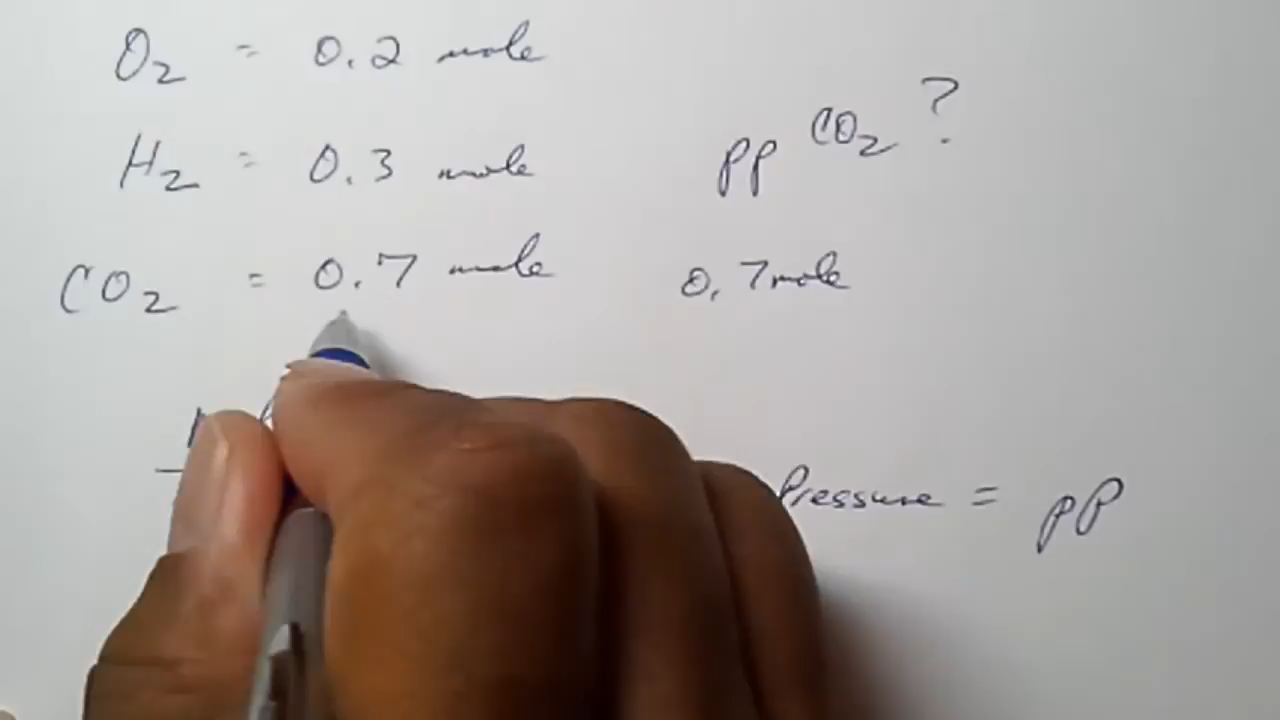 O2 = 0.2 mole
H2 = 0.3 mole
CO2 = 0.7 mole
pp CO2 ?
0.7 mole
Pressure = pP